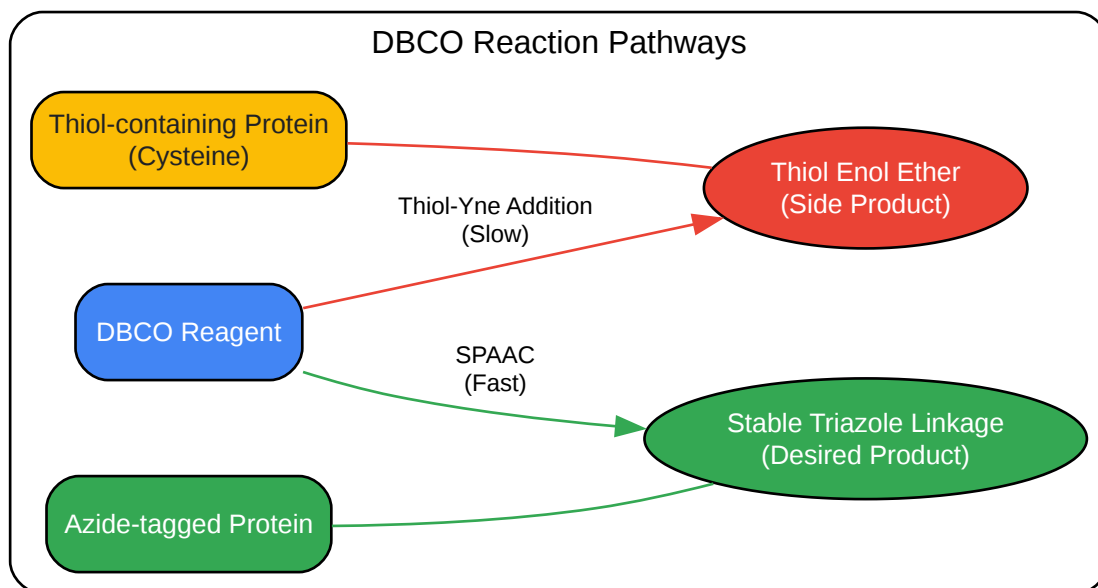 DBCO Reaction Pathways
Thiol-containing Protein
(Cysteine)
Thiol Enol Ether
(Side Product)
Thiol-Yne Addition
(Slow)
DBCO Reagent
SPAAC
(Fast)
Stable Triazole Linkage
(Desired Product)
Azide-tagged Protein